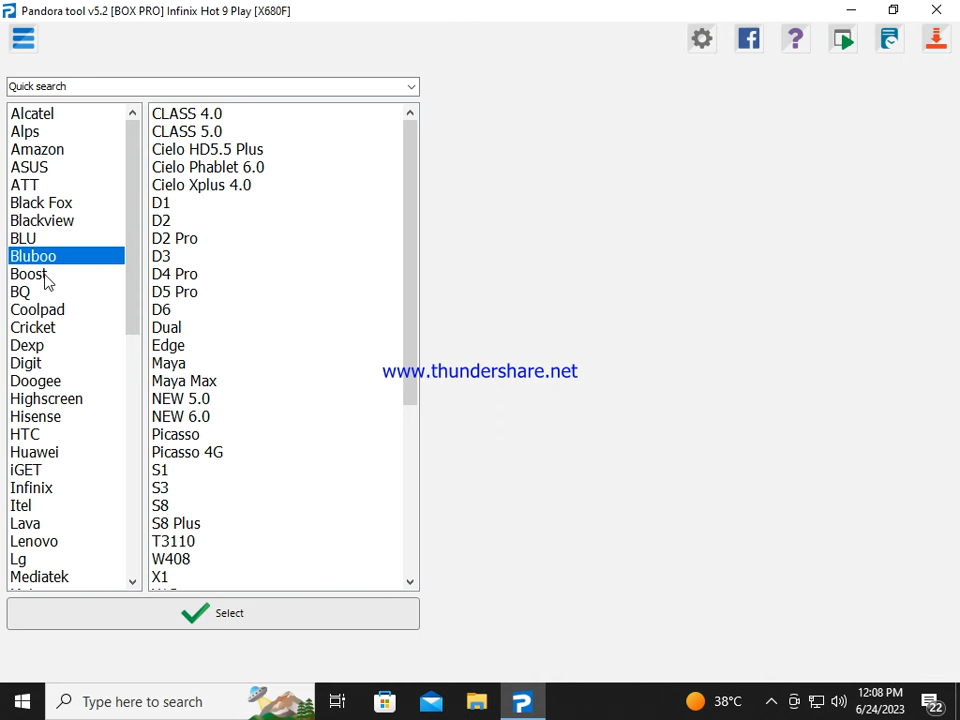 Pandora tool v5.2 [BOX PRO] Infinix Hot 9 Play [X680F]
Quick search
Alcatel
Alps
Amazon
ASUS
ATT
Black Fox
Blackview
BLU
Bluboo
Boost
BQ
Coolpad
Cricket
Dexp
Digit
Doogee
Highscreen
Hisense
HTC
Huawei
iGET
Infinix
Itel
Lava
Lenovo
Lg
Mediatek
CLASS 4.0
CLASS 5.0
Cielo HD5.5 Plus
Cielo Phablet 6.0
Cielo Xplus 4.0
D1
D2
D2 Pro
D3
D4 Pro
D5 Pro
D6
Dual
Edge
Maya
Maya Max
NEW 5.0
NEW 6.0
Picasso
Picasso 4G
S1
S3
S8
S8 Plus
T3110
W408
X1
www.thundershare.net
Select
Type here to search
38°C
12:08 PM
6/24/2023
22